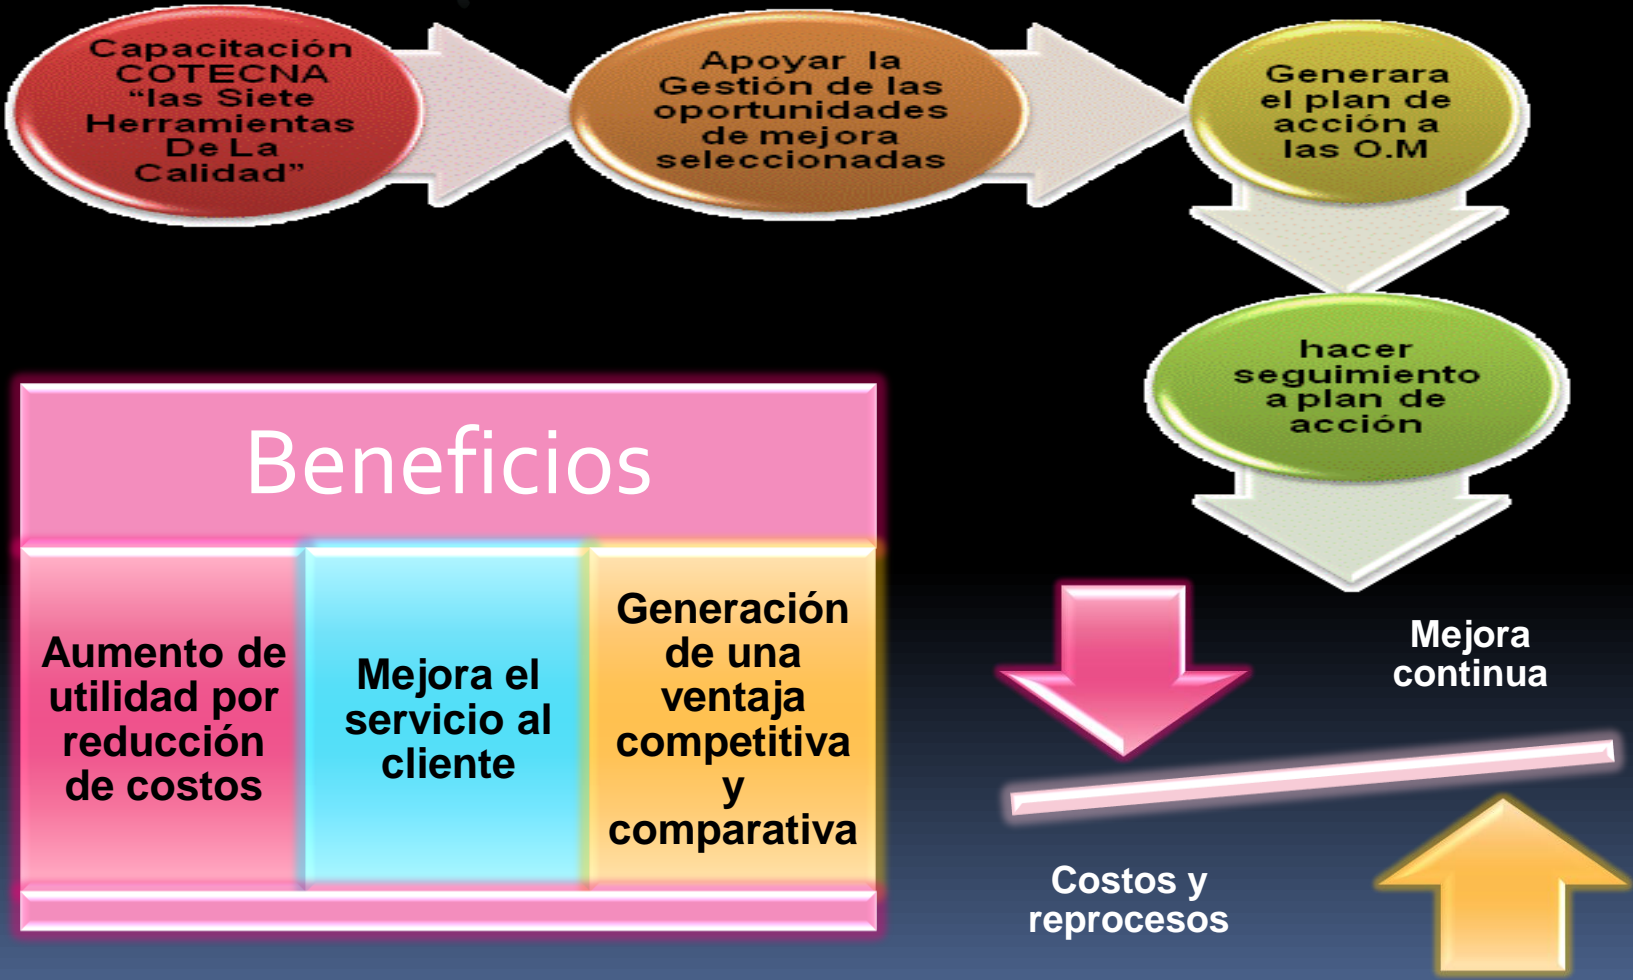 Capacitación
COTECNA
“las Siete
Herramientas
De La
Calidad”
Apoyar la
Gestión de las
oportunidades
de mejora
seleccionadas
Generara
el plan de
acción a
las O.M
hacer
seguimiento
a plan de
acción
Beneficios
Aumento de
utilidad por
reducción
de costos
Mejora el
servicio al
cliente
Generación
de una
ventaja
competitiva
y
comparativa
Mejora
continua
Costos y
reprocesos